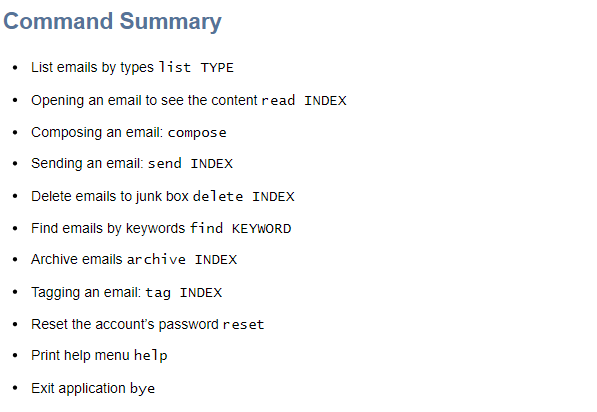 Command Summary
• List emails by types list TYPE
• Opening an email to see the content read INDEX
• Composing an email: compose
• Sending an email: send INDEX
• Delete emails to junk box delete INDEX
• Find emails by keywords find KEYWORD
• Archive emails archive INDEX
• Tagging an email: tag INDEX
• Reset the account's password reset
• Print help menu help
• Exit application bye